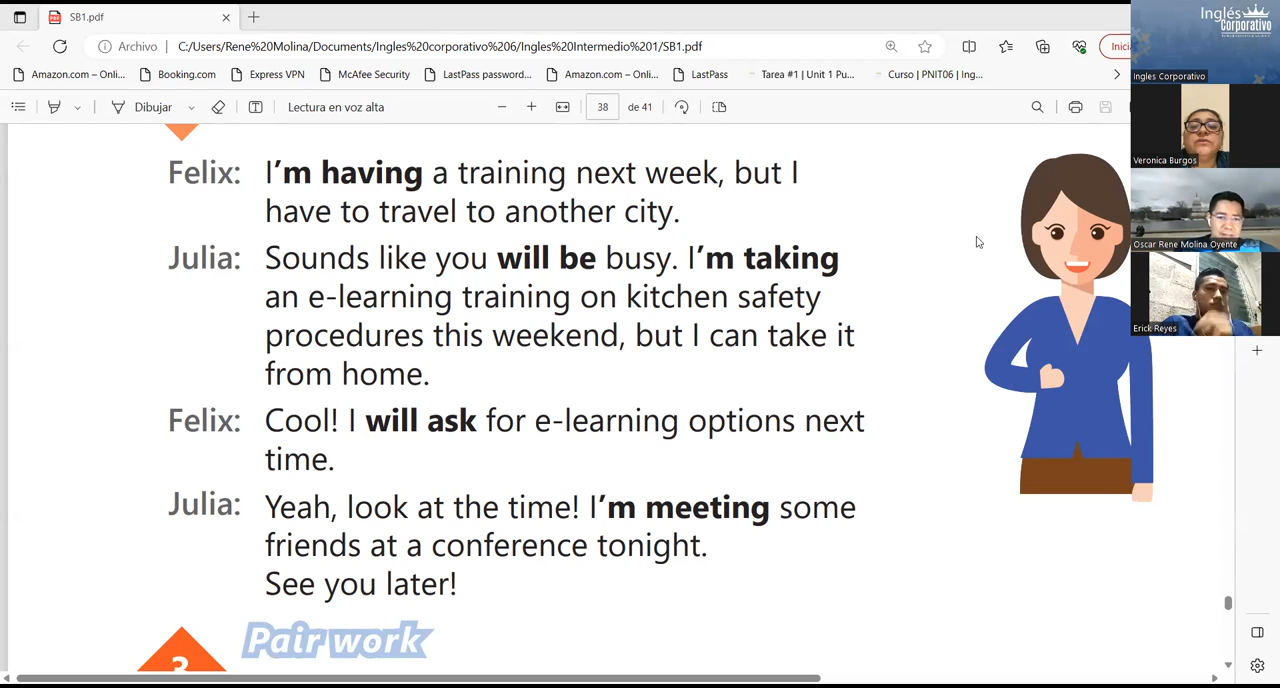 SB1.pdf
Archivo
C:/Users/Rene%20Molina/Documents/Ingles%20corporativo%206/Ingles%20Intermedio%201/SB1.pdf
Inici
Amazon.com – Onli...
Booking.com
Express VPN
McAfee Security
LastPass password...
Amazon.com – Onli...
LastPass
Tarea #1 | Unit 1 Pu...
Curso | PNIT06 | Ing...
Dibujar
Lectura en voz alta
38
de 41
Inglés
Corporativo
Ingles Corporativo
Veronica Burgos
Oscar Rene Molina Oyente
Erick Reyes
Felix: I'm having a training next week, but I
have to travel to another city.
Julia: Sounds like you will be busy. I'm taking
an e-learning training on kitchen safety
procedures this weekend, but I can take it
from home.
Felix: Cool! I will ask for e-learning options next
time.
Julia: Yeah, look at the time! I'm meeting some
friends at a conference tonight.
See you later!
3
Pair work